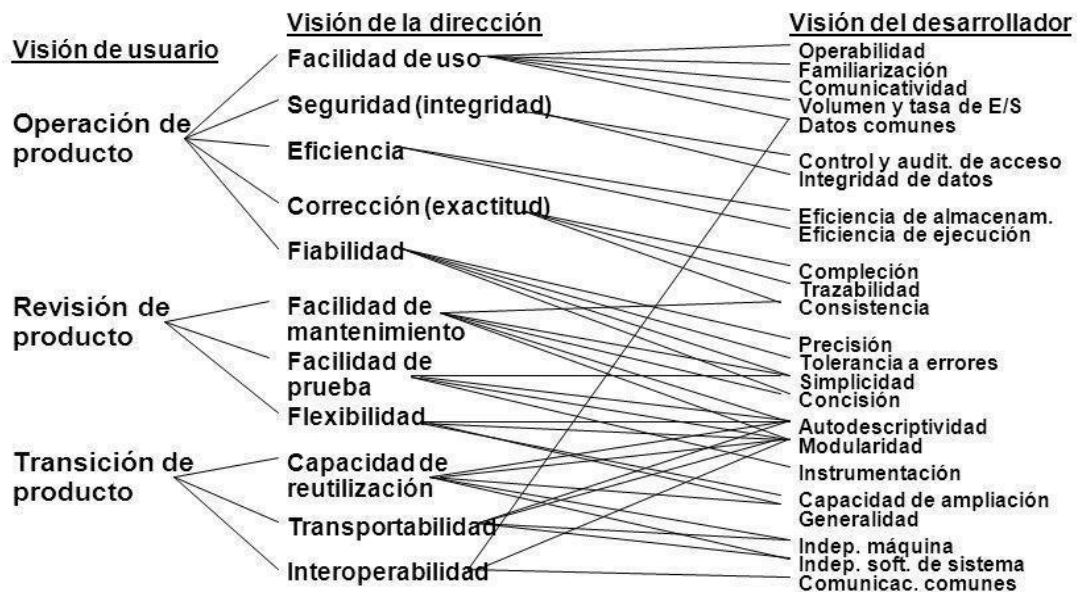 Visión de usuario
Operación de
producto
Revisión de
producto
Transición de
producto
Visión de la dirección
Facilidad de uso
Seguridad (integridad)
Eficiencia
Corrección (exactitud)
Fiabilidad
Facilidad de
mantenimiento
Facilidad de
prueba
Flexibilidad
Capacidad de
reutilización
Transportabilidad
Interoperabilidad
Visión del desarrollador
Operabilidad
Familiarización
Comunicatividad
Volumen y tasa de E/S
Datos comunes
Control y audit. de acceso
Integridad de datos
Eficiencia de almacenam.
Eficiencia de ejecución
Compleción
Trazabilidad
Consistencia
Precisión
Tolerancia a errores
Simplicidad
Concisión
Autodescriptividad
Modularidad
Instrumentación
Capacidad de ampliación
Generalidad
Indep. máquina
Indep. soft. de sistema
Comunicac. comunes